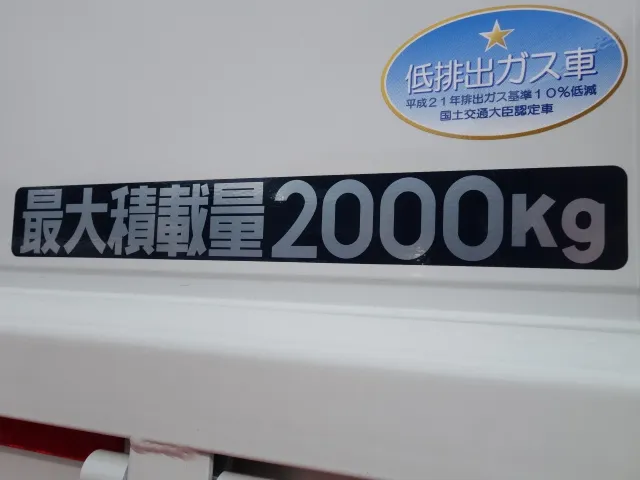 低排出ガス車
平成21年排出ガス基準10%低減
国土交通大臣認定車
最大積載量2000Kg